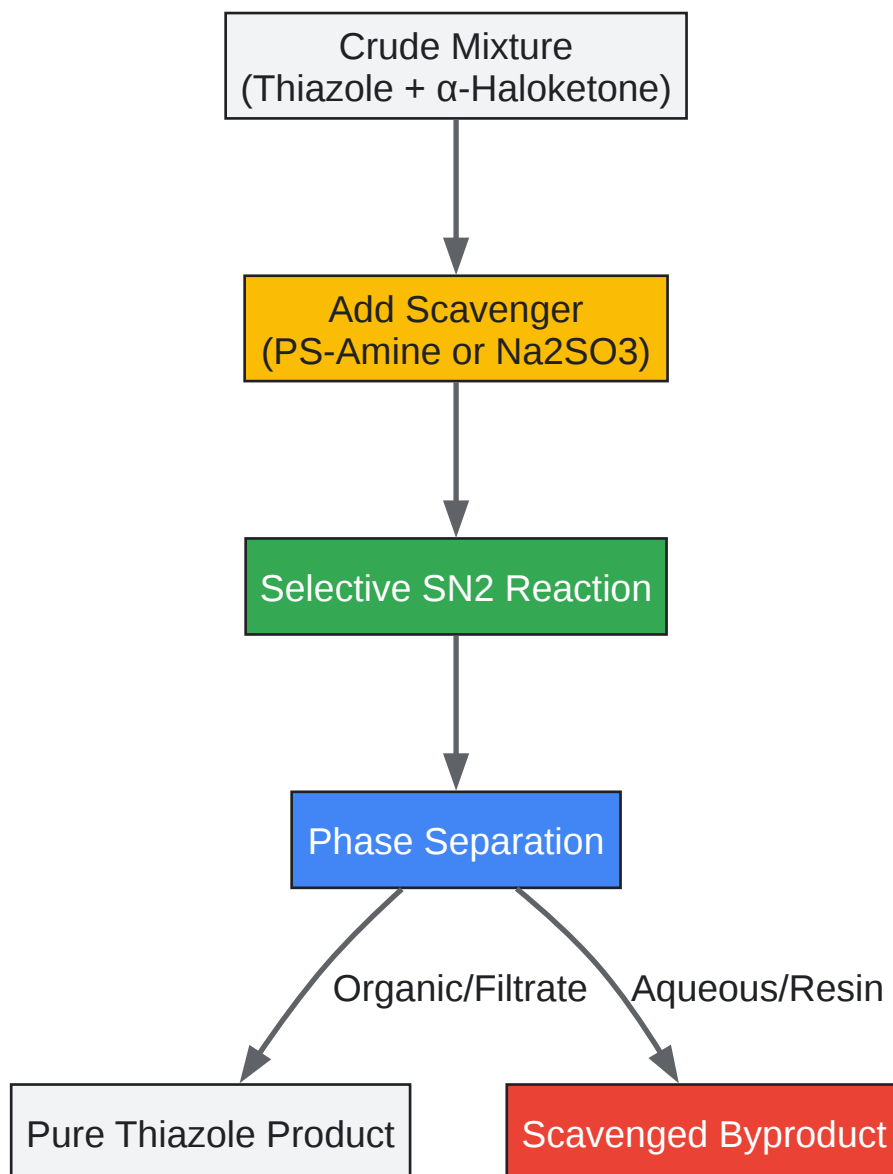 Crude Mixture
(Thiazole + α-Haloketone)
Add Scavenger
(PS-Amine or Na2SO3)
Selective SN2 Reaction
Phase Separation
Organic/Filtrate
Aqueous/Resin
Pure Thiazole Product
Scavenged Byproduct